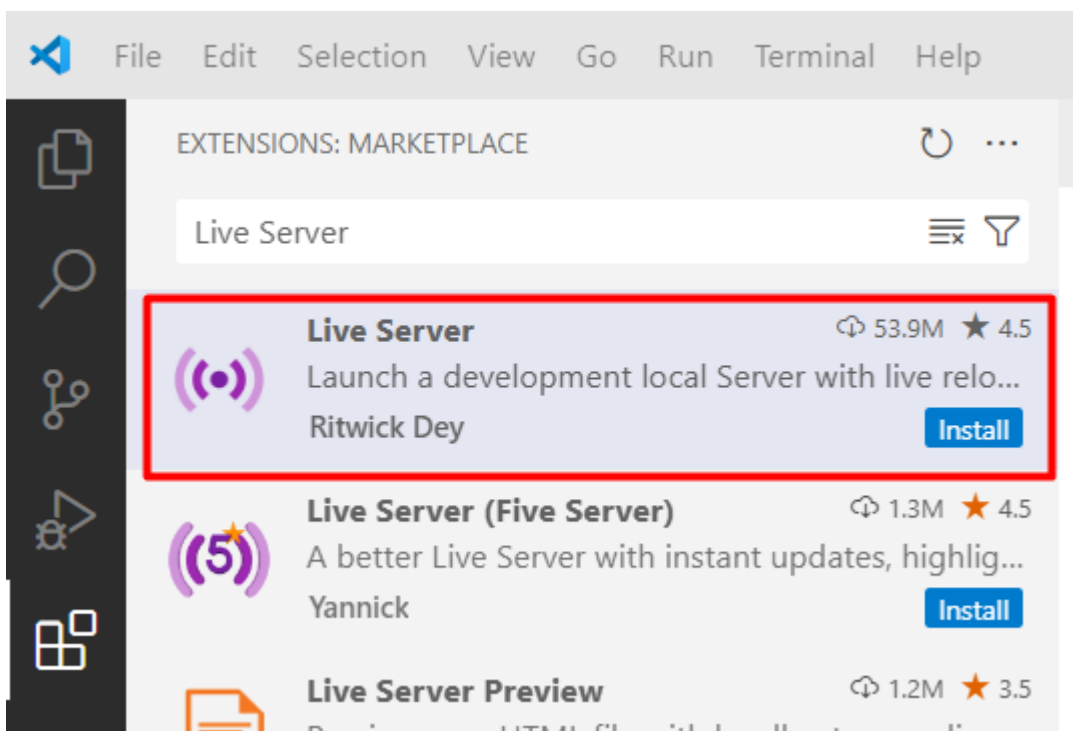 File Edit Selection View Go Run Terminal Help
EXTENSIONS: MARKETPLACE
Live Server
Live Server 53.9M ★ 4.5
Launch a development local Server with live relo...
Ritwick Dey Install
Live Server (Five Server) 1.3M ★ 4.5
A better Live Server with instant updates, highlig...
Yannick Install
Live Server Preview 1.2M ★ 3.5